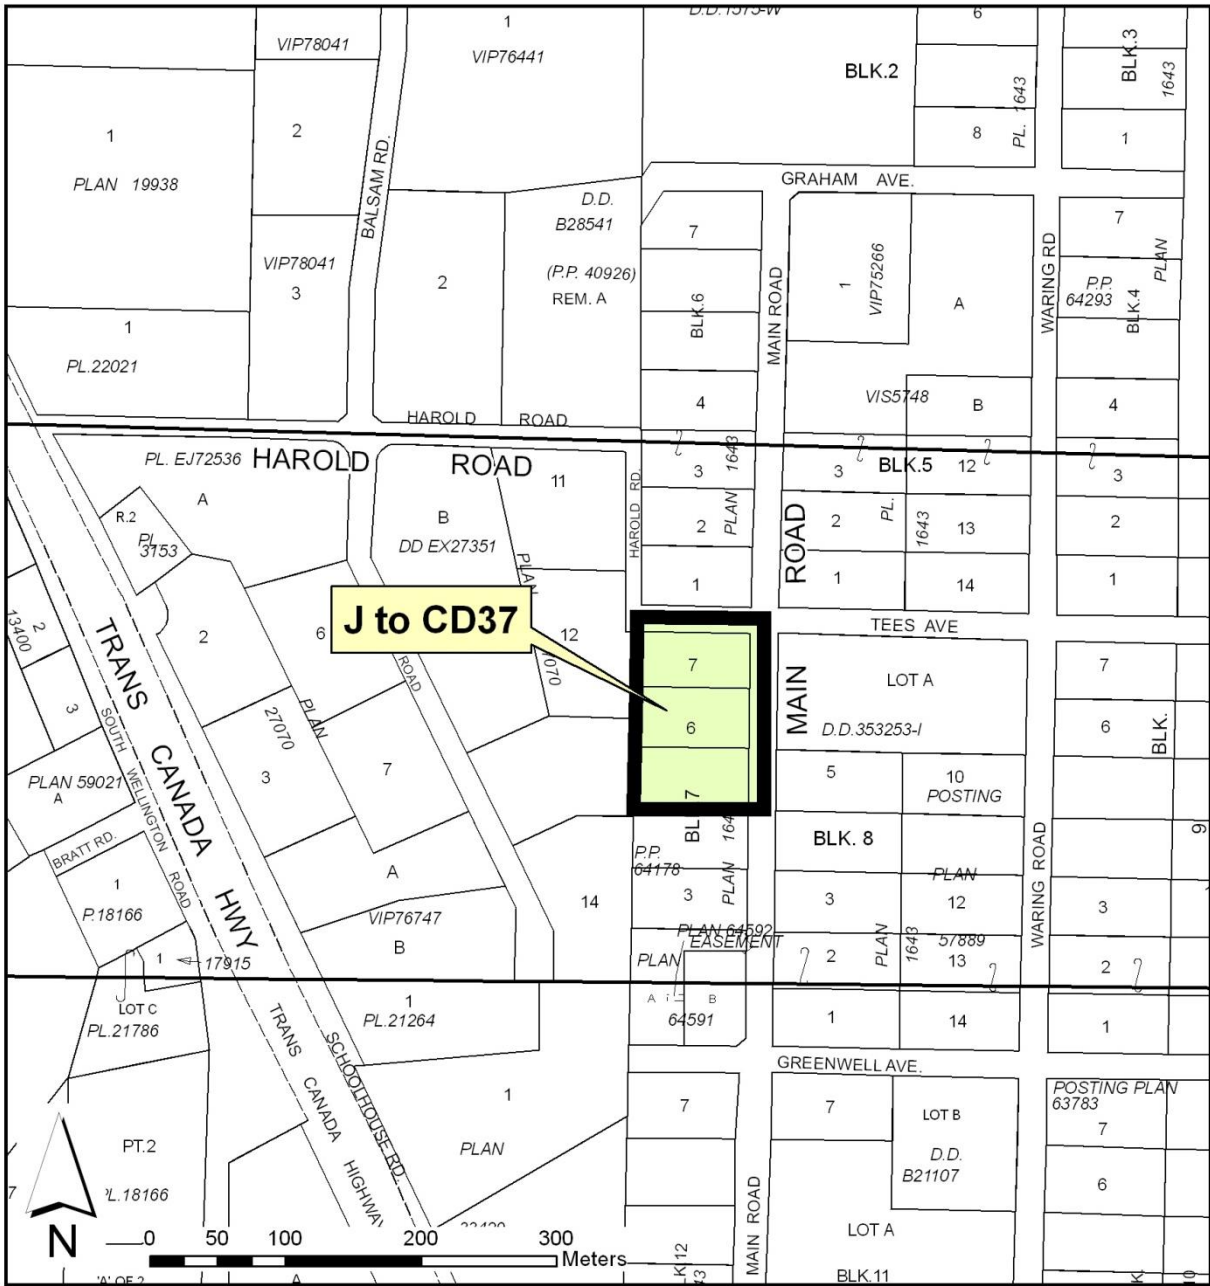 1
D.D.1575-W
6
VIP78041
VIP76441
BLK.2
BLK.3
1643
1643
PL.
1
2
8
1
PLAN 19938
BALSAM RD.
GRAHAM AVE.
D.D.
B28541
7
7
VIP78041
3
2
(P.P. 40926)
REM. A
BLK.6
MAIN ROAD
1
VIP75266
A
WARING RD
P.P.
64293
BLK.4
PLAN
1
PL.22021
4
VIS5748
B
4
HAROLD ROAD
PL. EJ72536
HAROLD ROAD
11
A
R.2
PL.
3153
B
DD EX27351
HAROLD RD.
3
1643
PLAN
2
1
3
BLK.5
12
3
2
PL.
1643
13
2
ROAD
1
14
1
PLAN
27070
J to CD37
TEES AVE
2
13400
3
TRANS CANADA HWY
2
6
ROAD
12
7
LOT A
7
MAIN
D.D.353253-I
6
6
BLK.
SOUTH WELLINGTON ROAD
27070
PLAN
3
7
PLAN 59021
A
5
10
POSTING
7
BLK. 8
9
BRATT RD.
P.P.
64178
PLAN
1
P.18166
A
VIP76747
B
14
3
PLAN
3
PLAN
12
3
PLAN 64592
EASEMENT
PLAN
2
1643
57889
13
WARING ROAD
2
1
17915
LOT C
PL.21786
1
PL.21264
A
B
64591
1
14
1
TRANS CANADA HIGHWAY
SCHOOLHOUSE RD.
GREENWELL AVE.
1
PLAN
7
7
LOT B
POSTING PLAN
63783
7
PT.2
D.D.
B21107
6
PL.18166
7
MAIN ROAD
LOT A
N
0 50 100 200 300
Meters
BLK.11
A